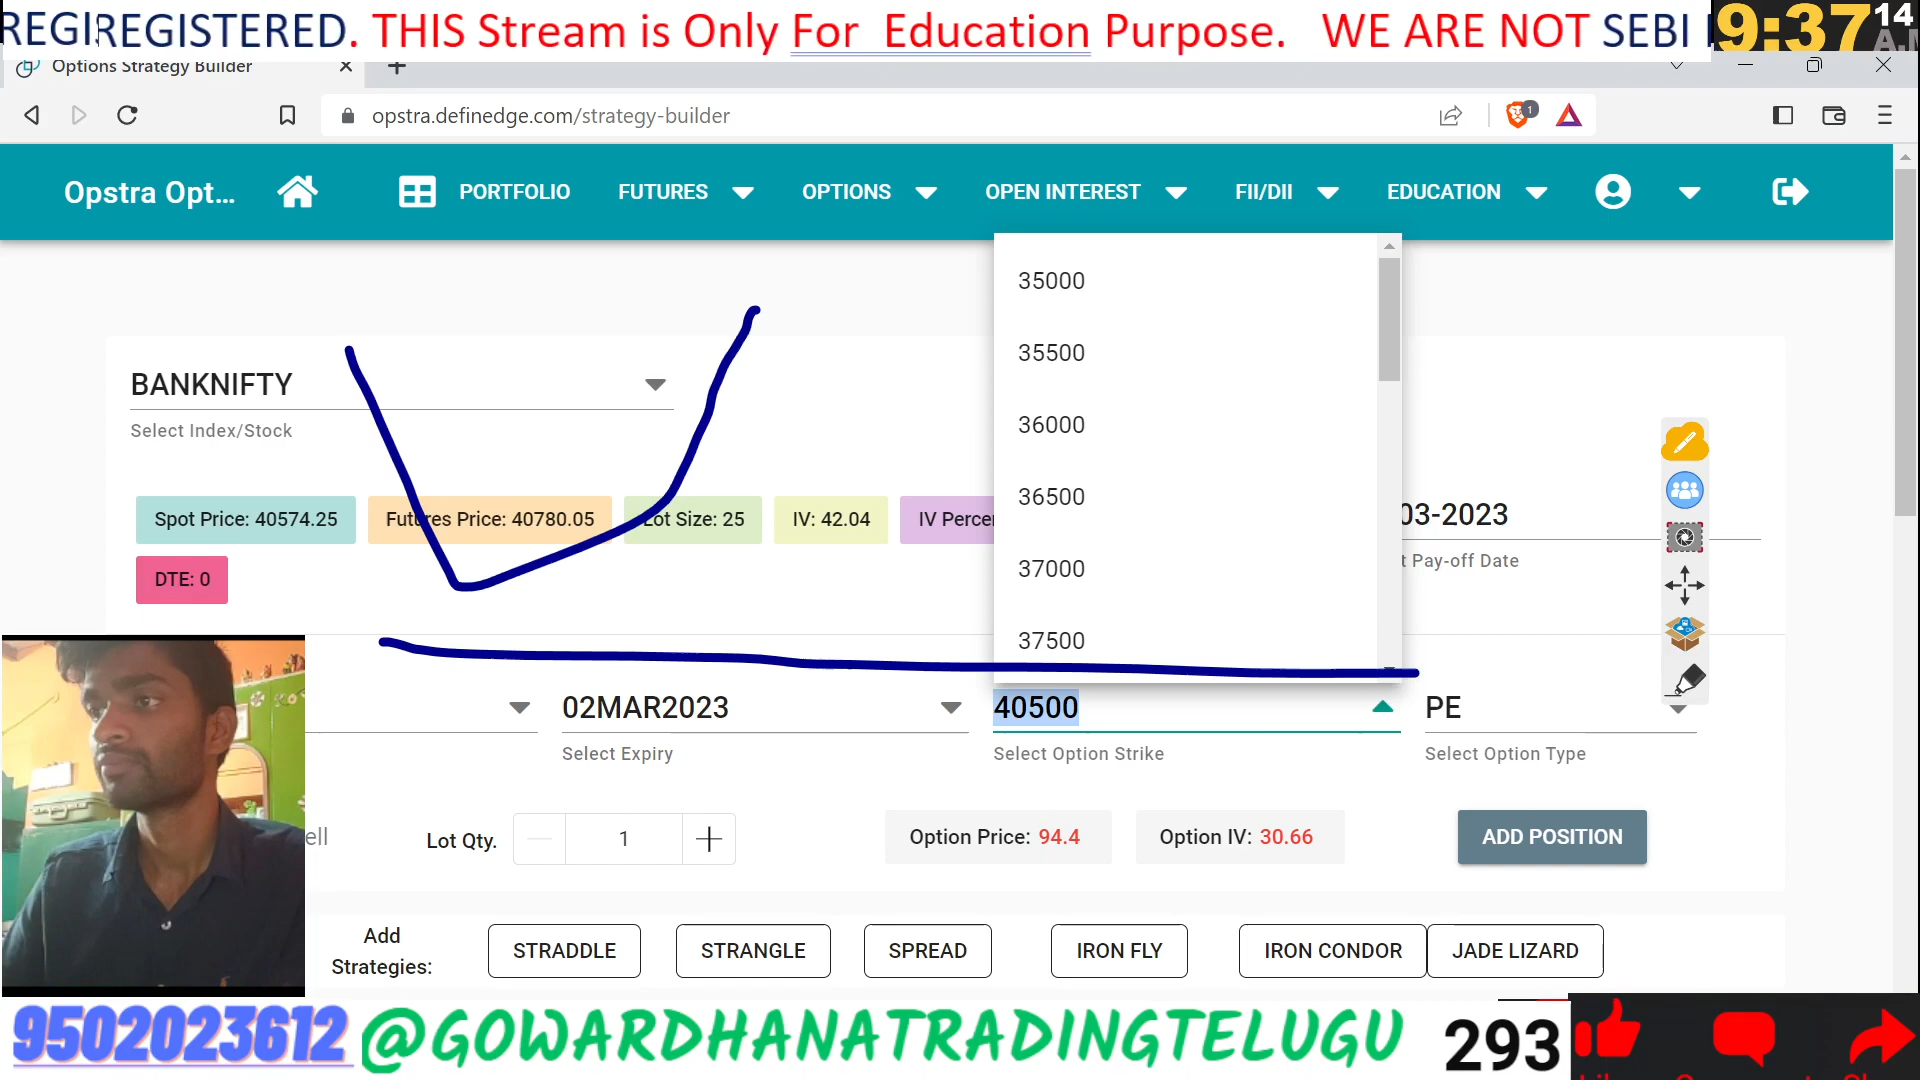 REGIREGISTERED. THIS Stream is Only For Education Purpose. WE ARE NOT SEBI
9:37 14
Options Strategy Builder
opstra.definedge.com/strategy-builder
1
Opstra Opt...
PORTFOLIO
FUTURES
OPTIONS
OPEN INTEREST
FII/DII
EDUCATION
35000
35500
36000
36500
37000
37500
BANKNIFTY
Select Index/Stock
Spot Price: 40574.25
Futures Price: 40780.05
Lot Size: 25
IV: 42.04
IV Percen
DTE: 0
03-2023
t Pay-off Date
02MAR2023
Select Expiry
40500
Select Option Strike
PE
Select Option Type
ell
Lot Qty.
1
Option Price: 94.4
Option IV: 30.66
ADD POSITION
Add
Strategies:
STRADDLE
STRANGLE
SPREAD
IRON FLY
IRON CONDOR
JADE LIZARD
9502023612 @GOWARDHANATRADINGTELUGU 293